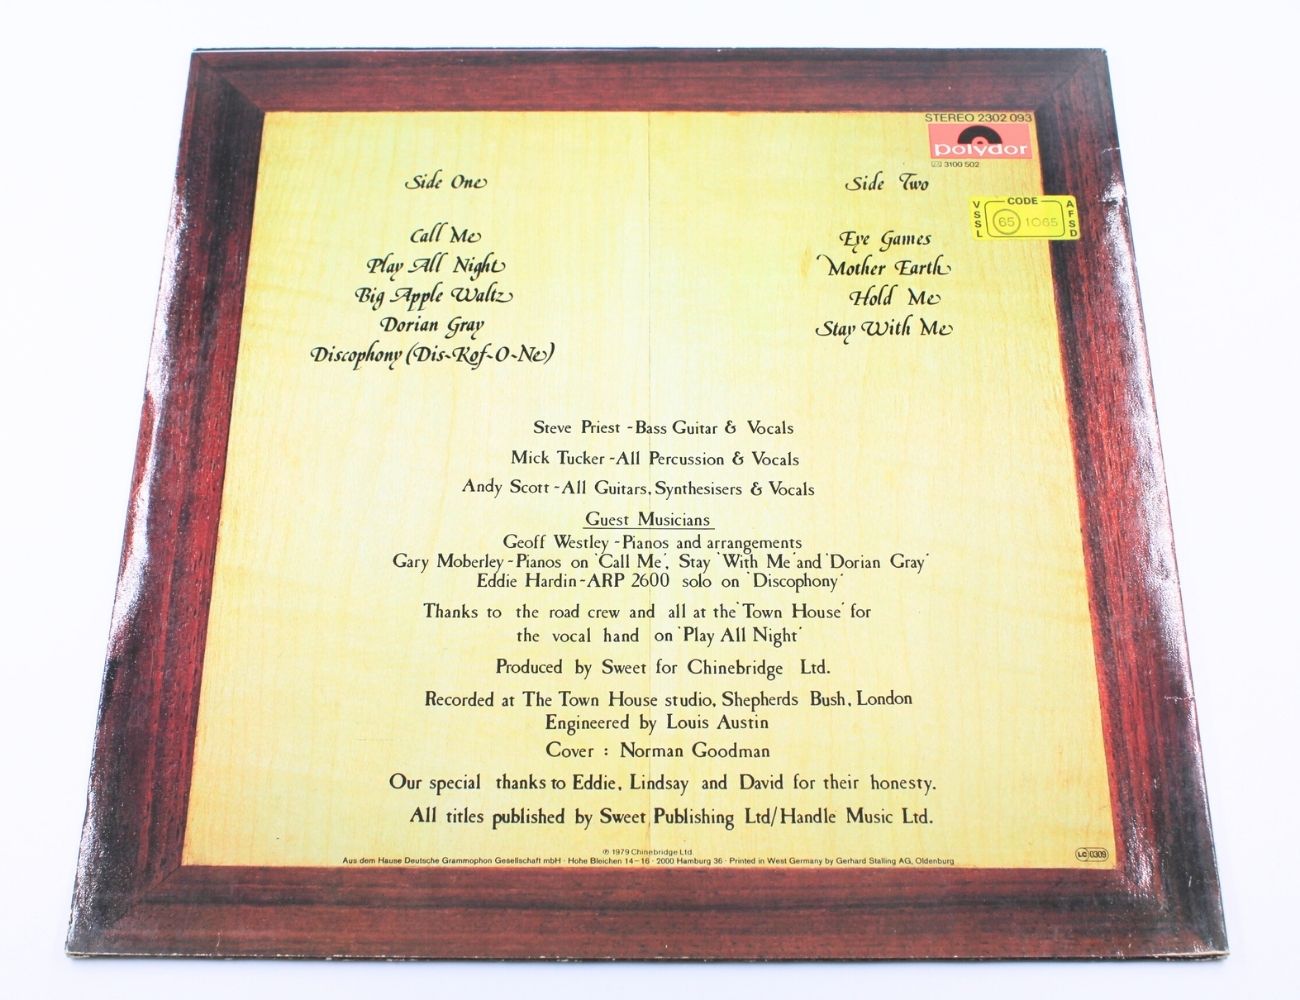 STEREO 2302 093
polydor
3100 502
CODE
VSSL
65 1065
AFSD
Side One
Call Me
Play All Night
Big Apple Waltz
Dorian Gray
Discophony (Dis-Kof-O-Ne)
Side Two
Eye Games
'Mother Earth
Hold Me
Stay With Me
Steve Priest - Bass Guitar & Vocals
Mick Tucker - All Percussion & Vocals
Andy Scott - All Guitars, Synthesisers & Vocals
Guest Musicians
Geoff Westley - Pianos and arrangements
Gary Moberley - Pianos on 'Call Me', Stay 'With Me' and 'Dorian Gray'
Eddie Hardin - ARP 2600 solo on 'Discophony'
Thanks to the road crew and all at the 'Town House' for
the vocal hand on 'Play All Night'
Produced by Sweet for Chinebridge Ltd.
Recorded at The Town House studio, Shepherds Bush, London
Engineered by Louis Austin
Cover : Norman Goodman
Our special thanks to Eddie, Lindsay and David for their honesty.
All titles published by Sweet Publishing Ltd/Handle Music Ltd.
℗ 1979 Chinebridge Ltd.
Aus dem Hause Deutsche Grammophon Gesellschaft mbH · Hohe Bleichen 14–16 · 2000 Hamburg 36 · Printed in West Germany by Gerhard Stalling AG, Oldenburg
LC 0309